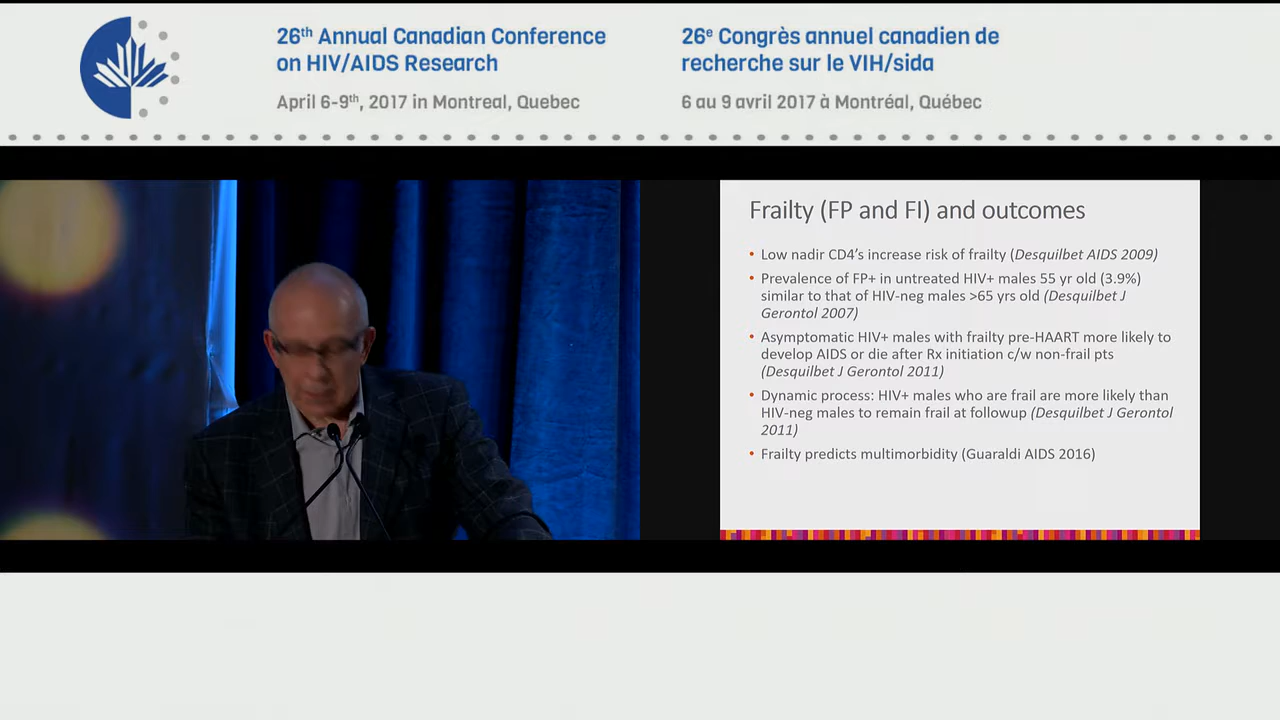 26th Annual Canadian Conference
on HIV/AIDS Research
April 6-9th, 2017 in Montreal, Quebec
26e Congrès annuel canadien de
recherche sur le VIH/sida
6 au 9 avril 2017 à Montréal, Québec
Frailty (FP and FI) and outcomes
• Low nadir CD4's increase risk of frailty (Desquilbet AIDS 2009)
• Prevalence of FP+ in untreated HIV+ males 55 yr old (3.9%)
similar to that of HIV-neg males >65 yrs old (Desquilbet J
Gerontol 2007)
• Asymptomatic HIV+ males with frailty pre-HAART more likely to
develop AIDS or die after Rx initiation c/w non-frail pts
(Desquilbet J Gerontol 2011)
• Dynamic process: HIV+ males who are frail are more likely than
HIV-neg males to remain frail at followup (Desquilbet J Gerontol
2011)
• Frailty predicts multimorbidity (Guaraldi AIDS 2016)